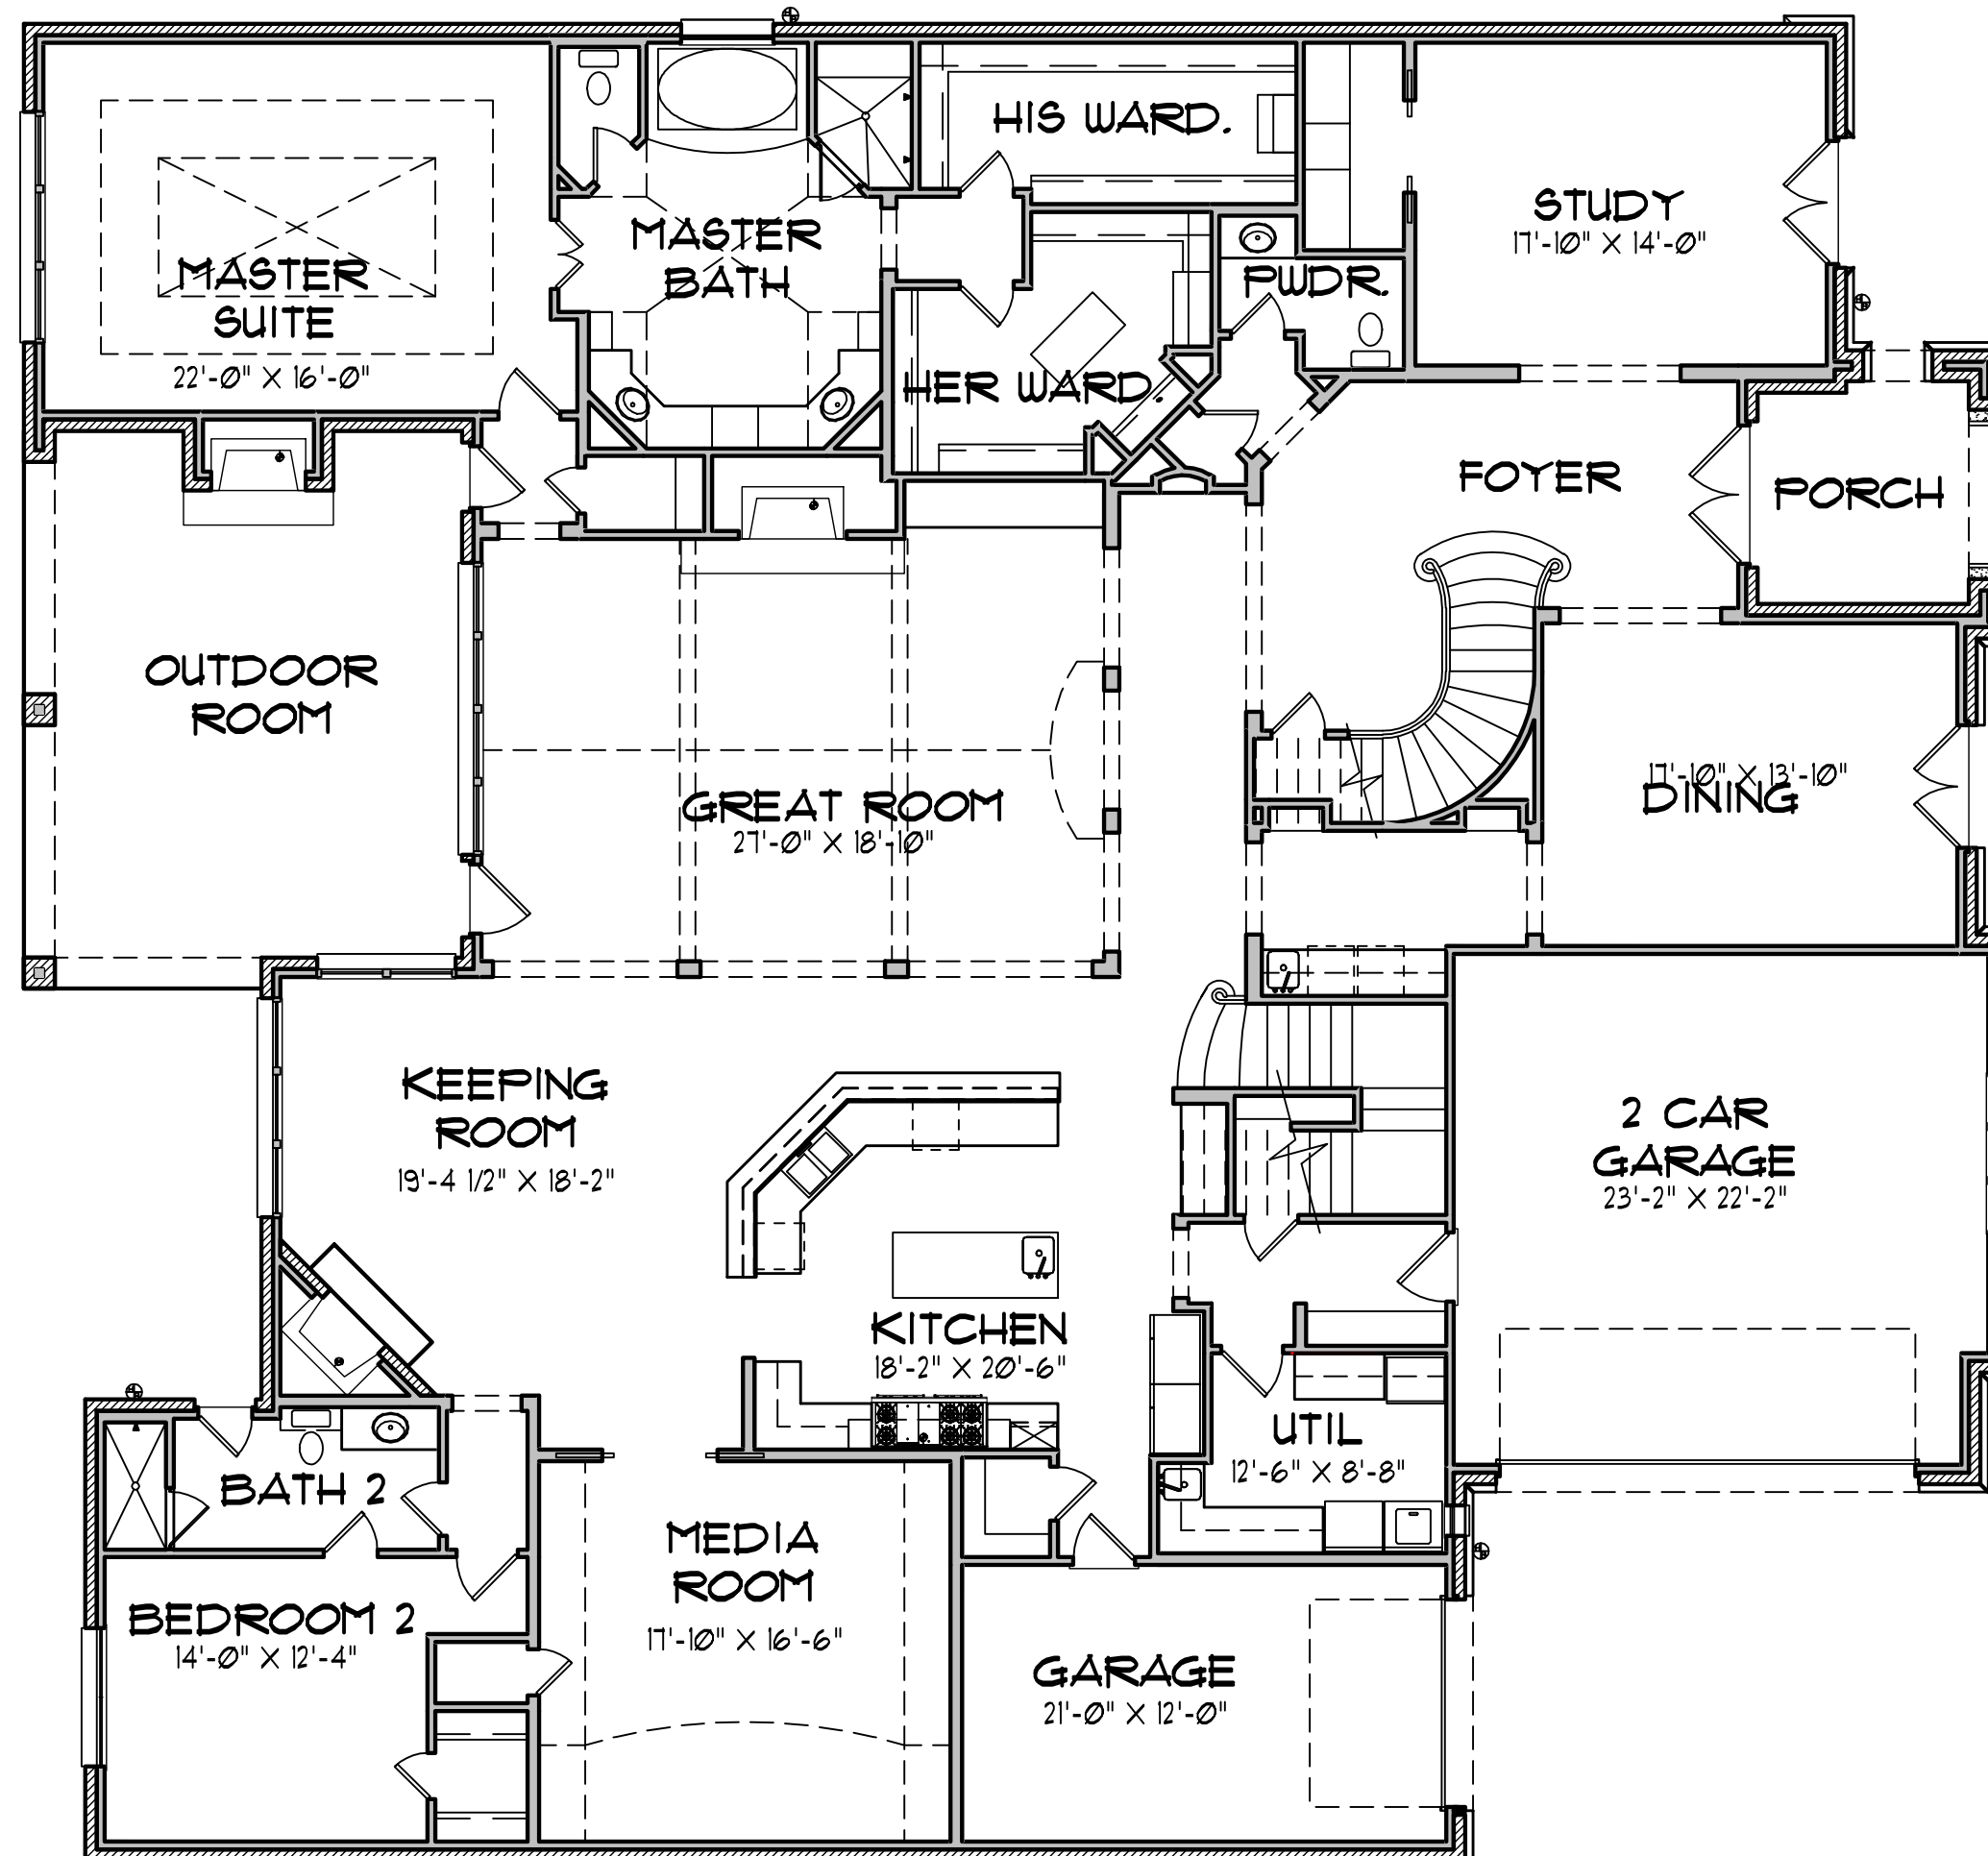 HIS WARD.
STUDY
17'-10" X 14'-0"
MASTER
BATH
MASTER
SUITE
22'-0" X 16'-0"
PWDR.
HER WARD.
FOYER
PORCH
OUTDOOR
ROOM
GREAT ROOM
27'-0" X 18'-10"
17'-10" X 13'-10"
DINING
KEEPING
ROOM
19'-4 1/2" X 18'-2"
2 CAR
GARAGE
23'-2" X 22'-2"
KITCHEN
18'-2" X 20'-6"
UTIL
12'-6" X 8'-8"
BATH 2
MEDIA
ROOM
17'-10" X 16'-6"
BEDROOM 2
14'-0" X 12'-4"
GARAGE
21'-0" X 12'-0"